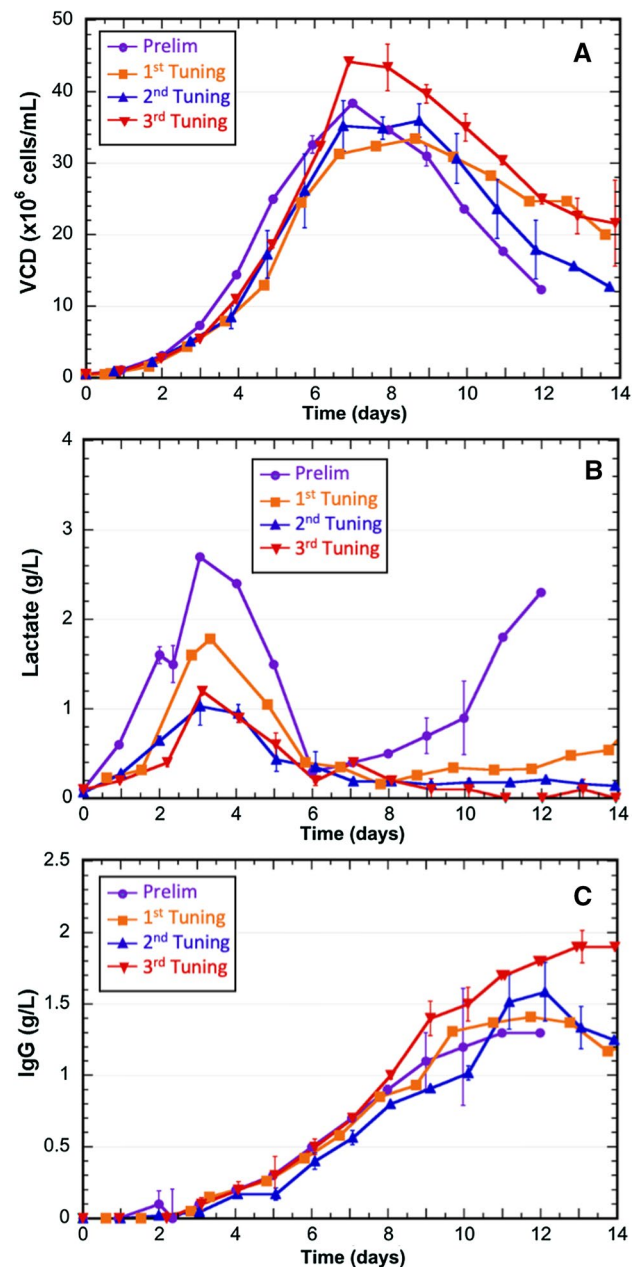 A
50
40
30
20
10
0
VCD (x10⁶ cells/mL)
Prelim
1ˢᵗ Tuning
2ⁿᵈ Tuning
3ʳᵈ Tuning
0 2 4 6 8 10 12 14
Time (days)
B
4
3
2
1
0
Lactate (g/L)
Prelim
1ˢᵗ Tuning
2ⁿᵈ Tuning
3ʳᵈ Tuning
0 2 4 6 8 10 12 14
Time (days)
C
2.5
2
1.5
1
0.5
0
IgG (g/L)
Prelim
1ˢᵗ Tuning
2ⁿᵈ Tuning
3ʳᵈ Tuning
0 2 4 6 8 10 12 14
Time (days)